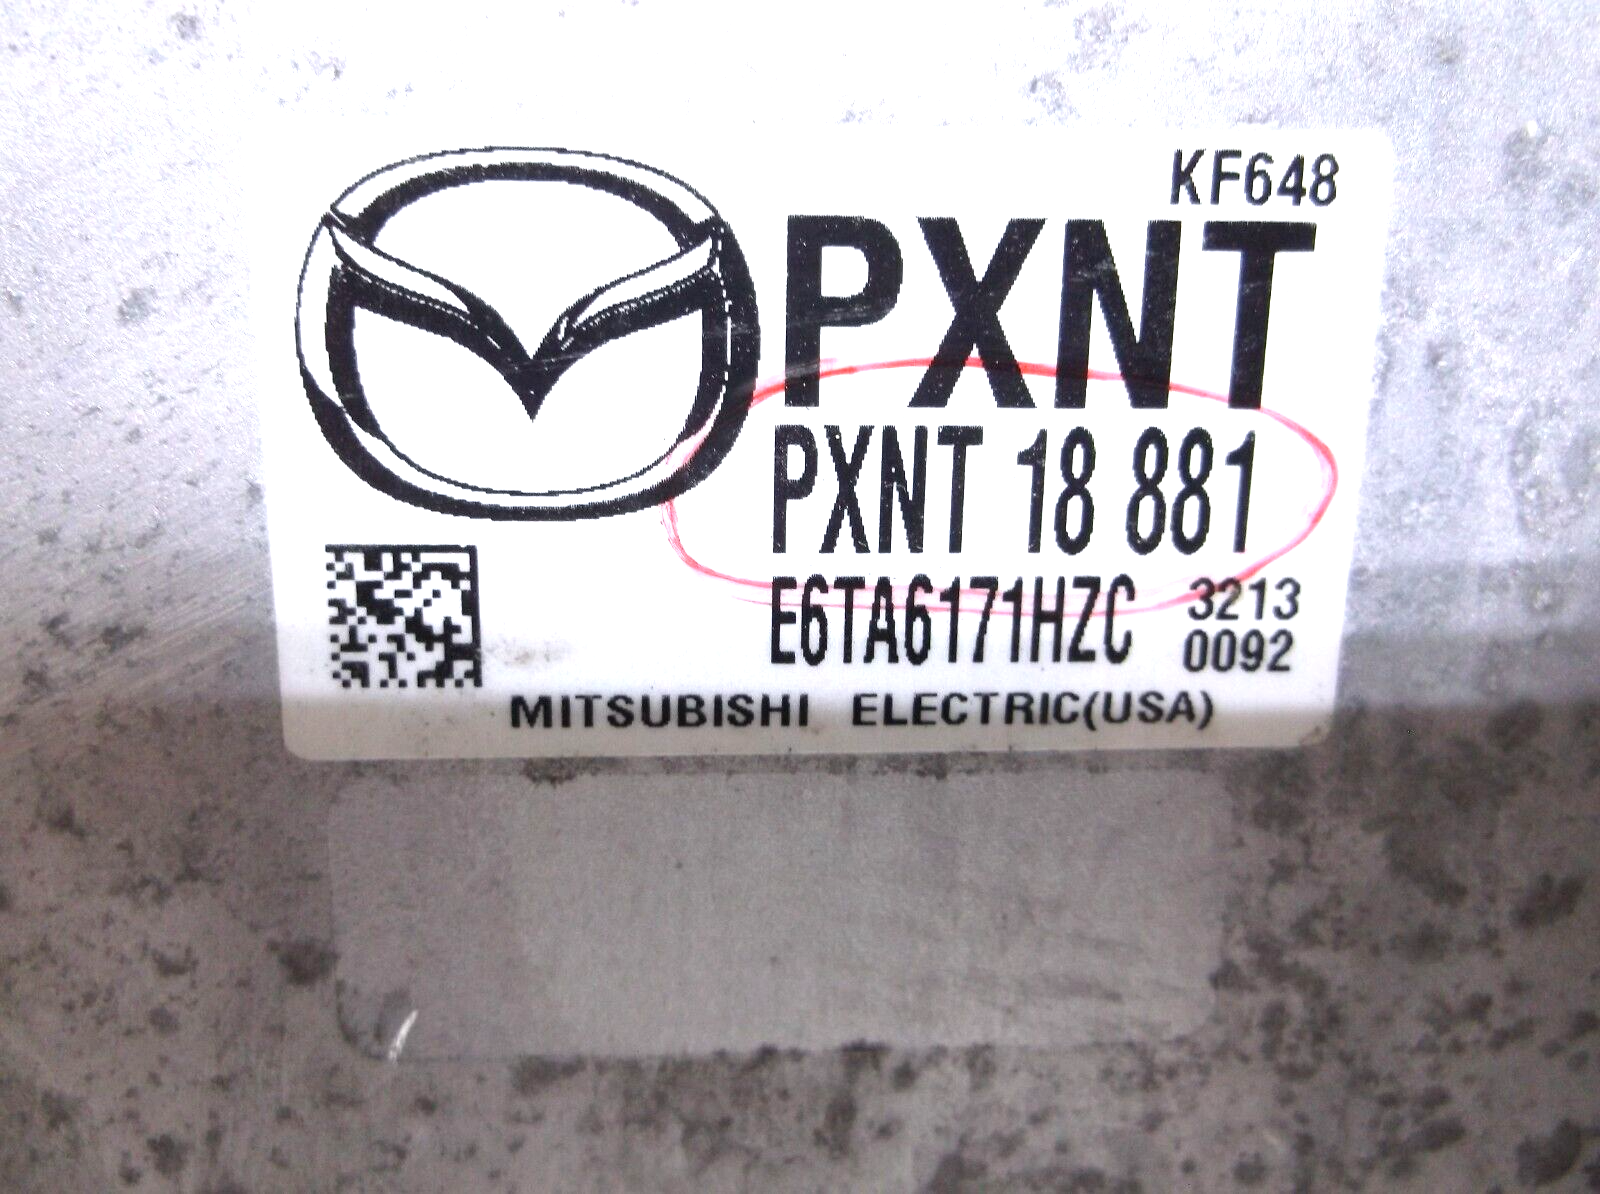 KF648
PXNT
PXNT 18 881
E6TA6171HZC 3213
0092
MITSUBISHI ELECTRIC(USA)